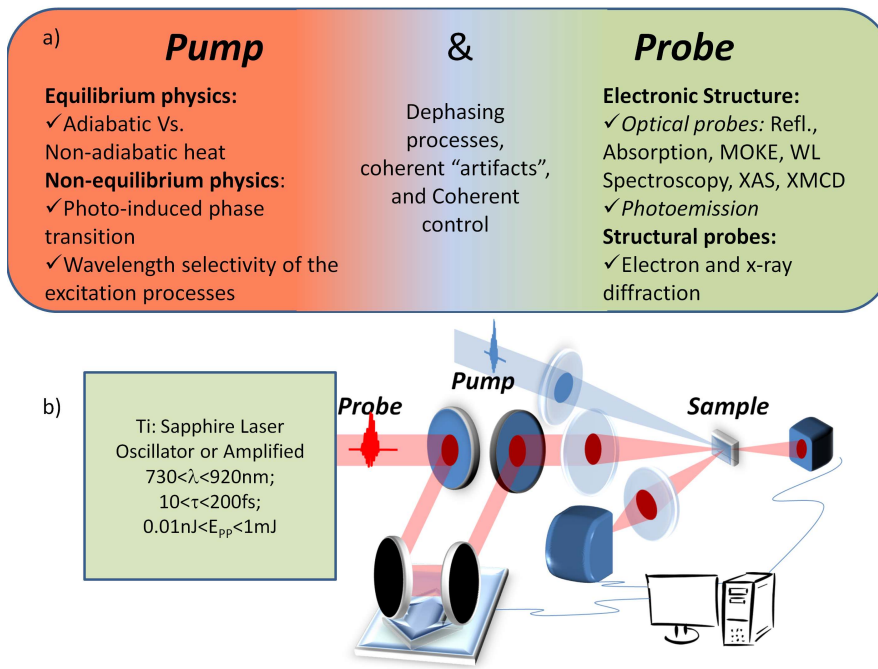 a)
Pump
&
Probe
Equilibrium physics:
✓Adiabatic Vs.
Non-adiabatic heat
Non-equilibrium physics:
✓Photo-induced phase
transition
✓Wavelength selectivity of the
excitation processes
Dephasing
processes,
coherent “artifacts”,
and Coherent
control
Electronic Structure:
✓Optical probes: Refl.,
Absorption, MOKE, WL
Spectroscopy, XAS, XMCD
✓Photoemission
Structural probes:
✓Electron and x-ray
diffraction
b)
Ti: Sapphire Laser
Oscillator or Amplified
730<λ<920nm;
10<τ<200fs;
0.01nJ<E_PP<1mJ
Probe
Pump
Sample